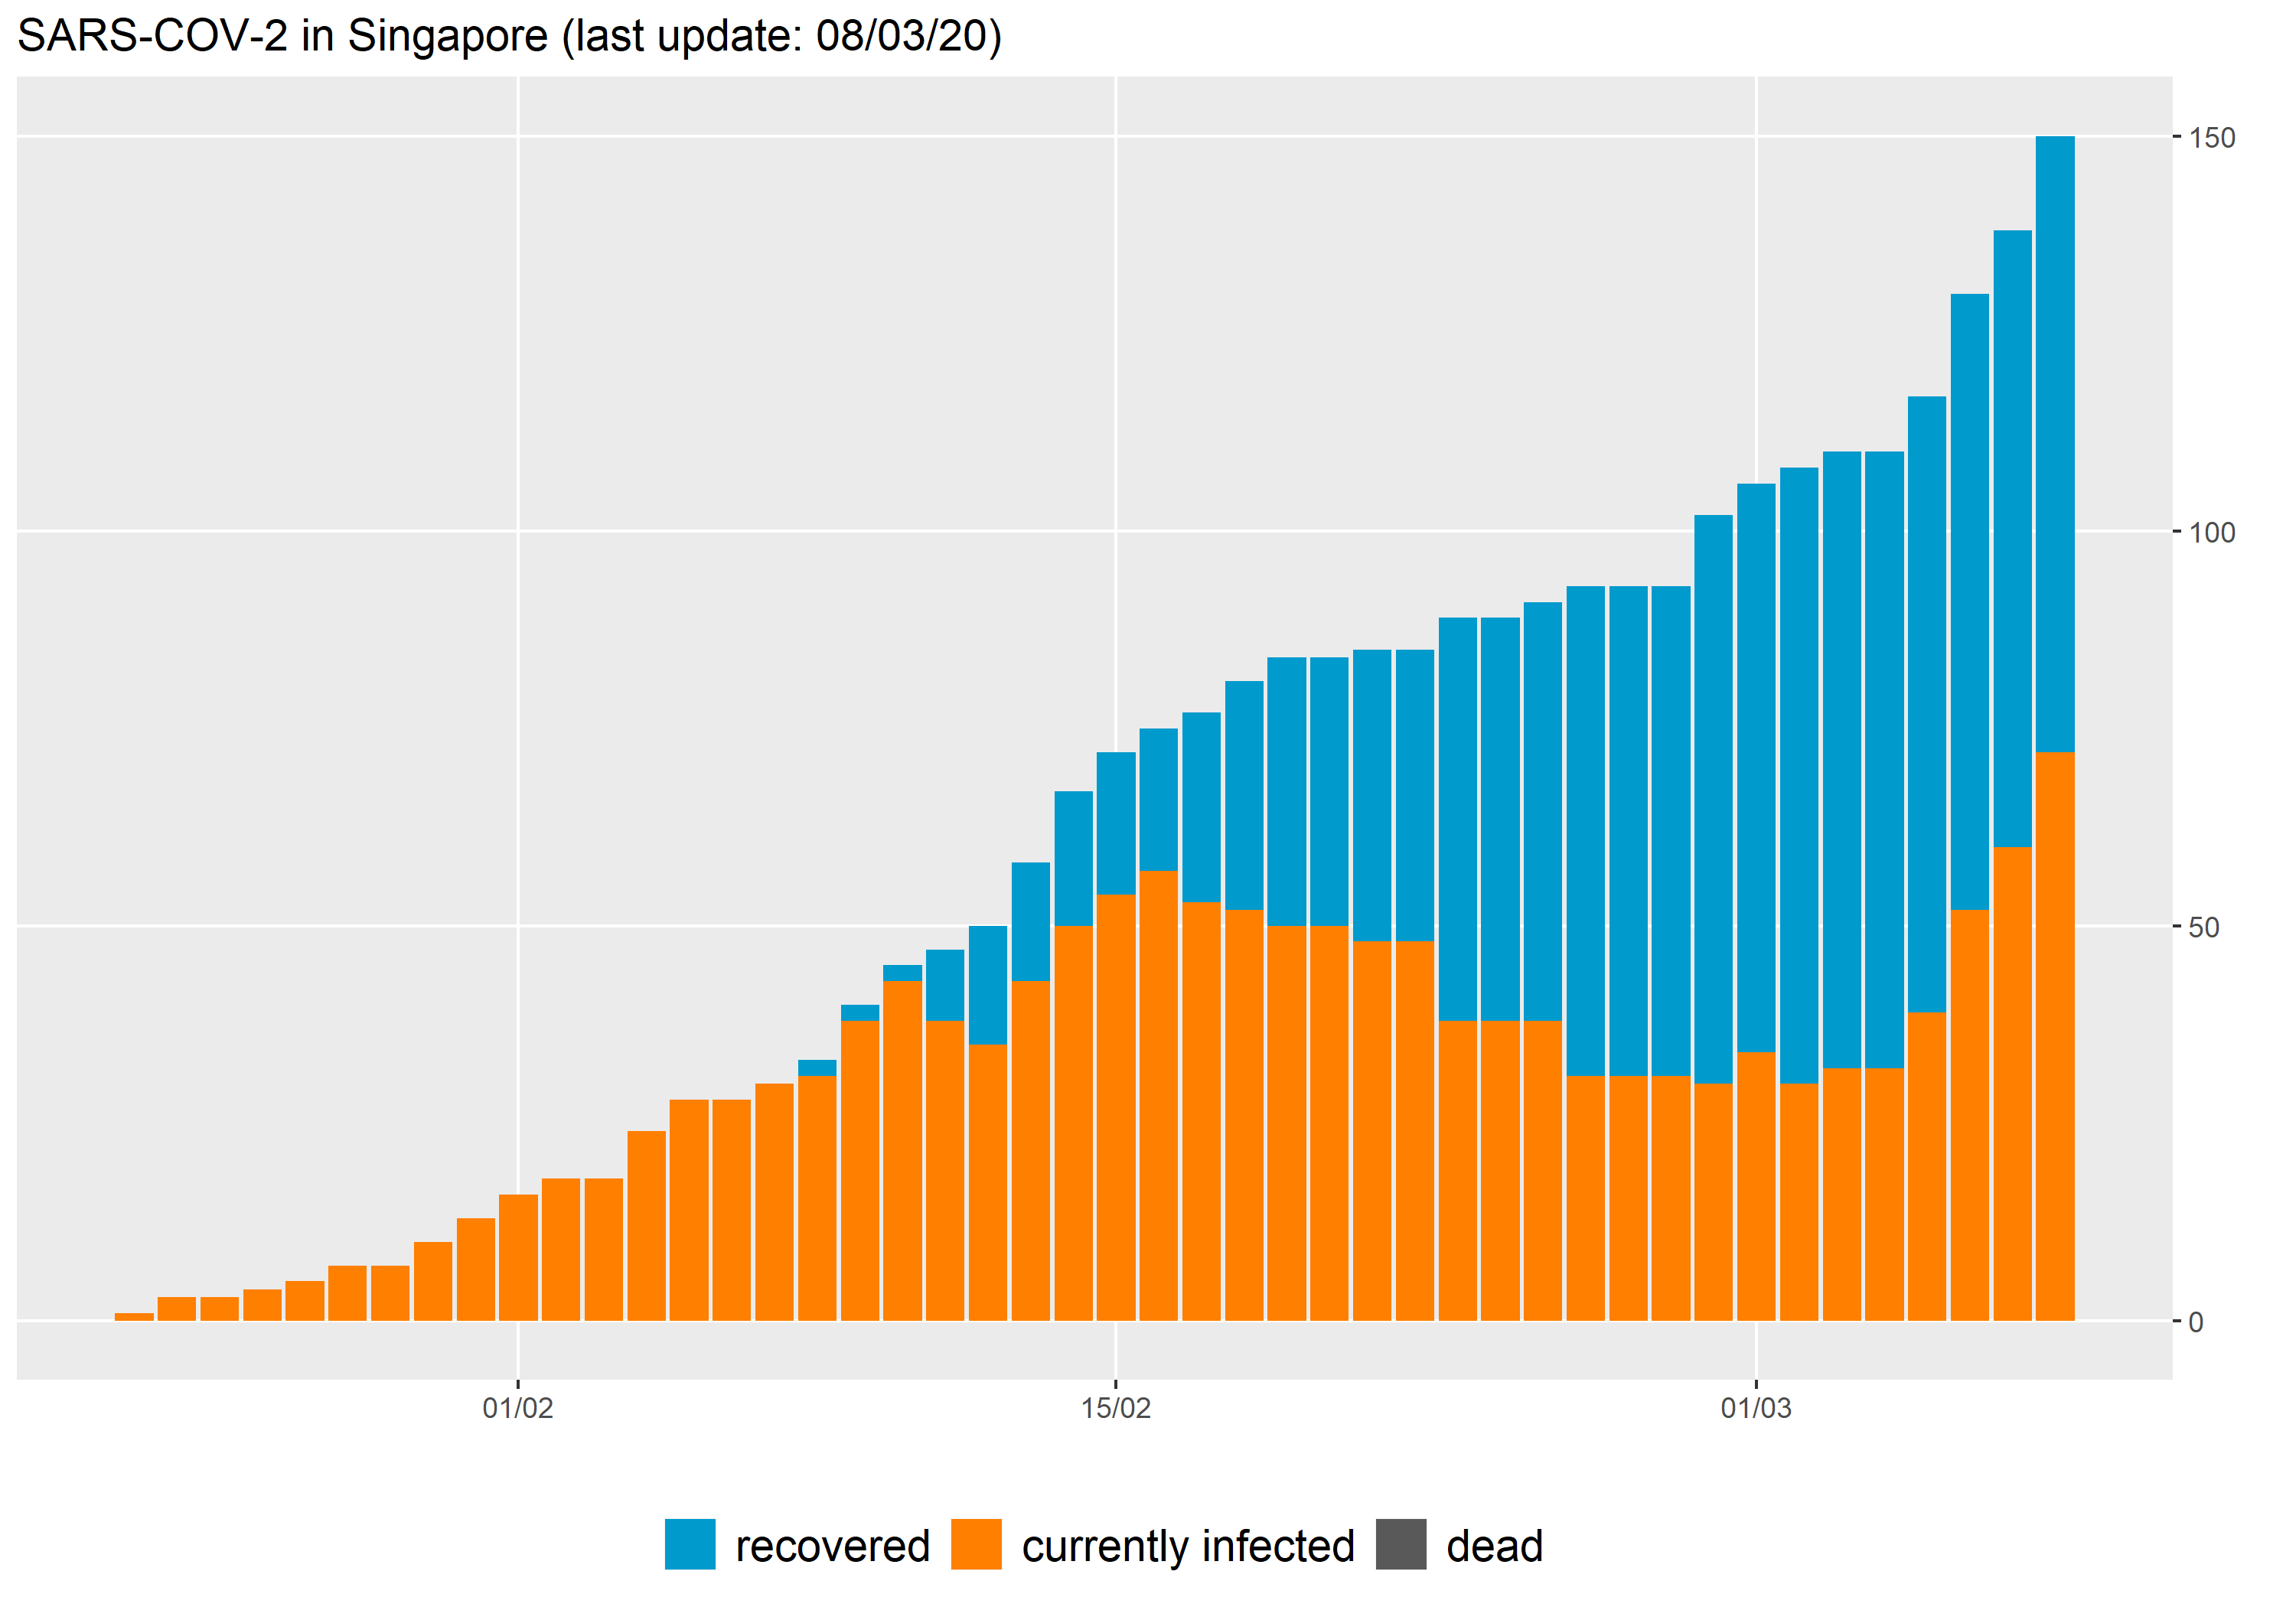 SARS-COV-2 in Singapore (last update: 08/03/20)
150
100
50
0
01/02 15/02 01/03
recovered currently infected dead